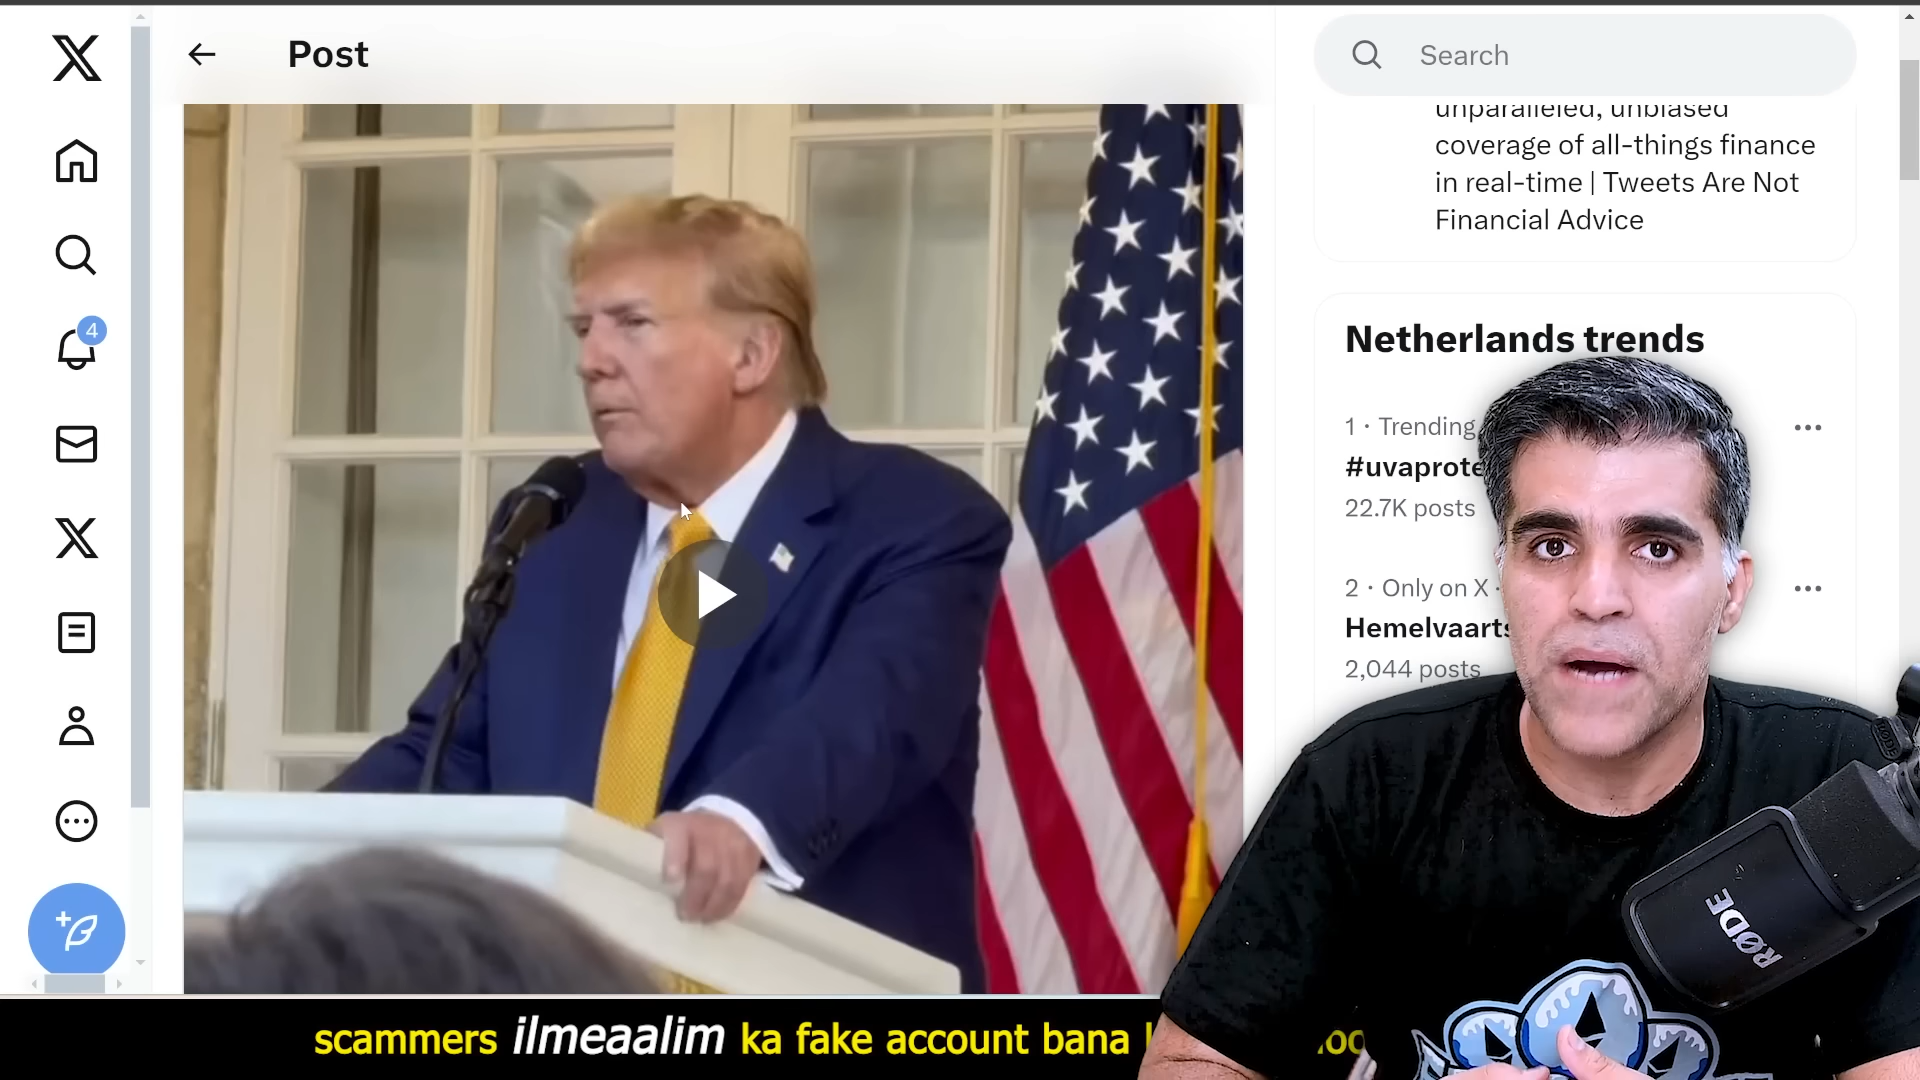 Post
Search
unparalleled, unbiased
coverage of all-things finance
in real-time | Tweets Are Not
Financial Advice
4
Netherlands trends
1 · Trending
#uvaprote
22.7K posts
2 · Only on X ·
Hemelvaarts
2,044 posts
RØDE
scammers ilmeaalim ka fake account bana